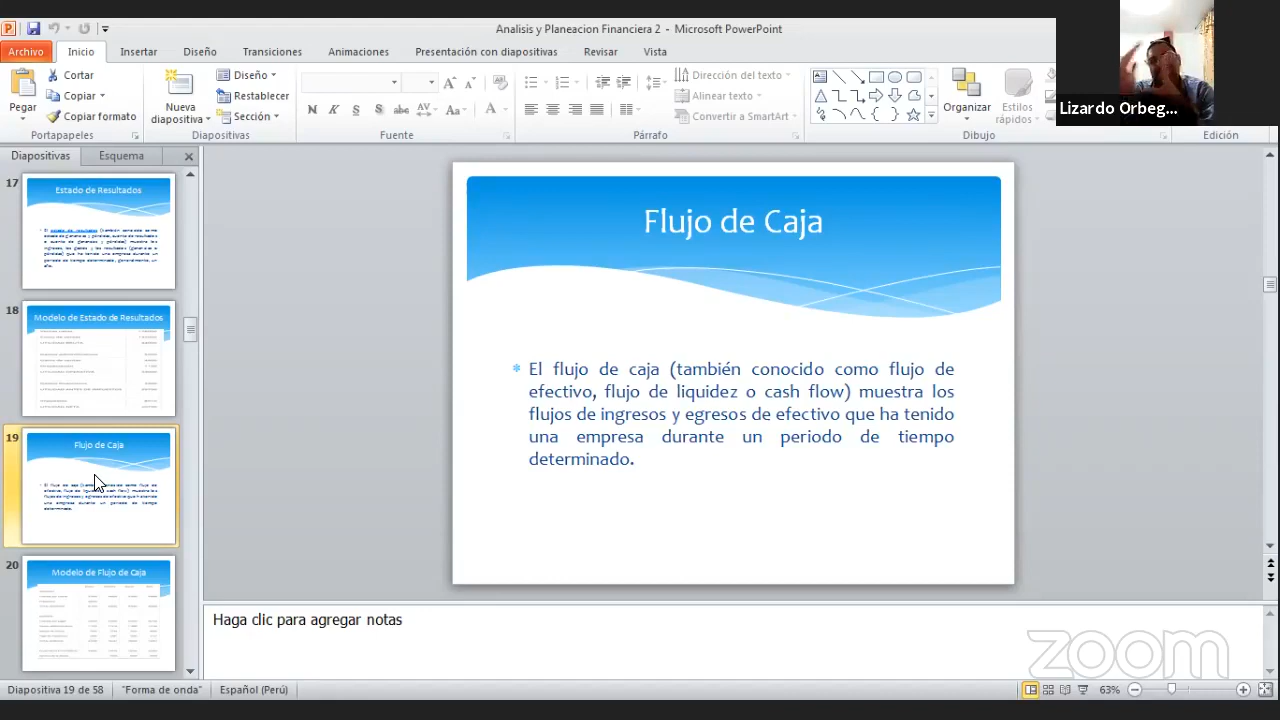 Analisis y Planeacion Financiera 2 - Microsoft PowerPoint
Archivo Inicio Insertar Diseño Transiciones Animaciones Presentación con diapositivas Revisar Vista
Pegar
Cortar
Copiar
Copiar formato
Portapapeles
Nueva diapositiva
Diseño
Restablecer
Sección
Diapositivas
N K S S abc AV Aa A
Fuente
Dirección del texto
Alinear texto
Convertir a SmartArt
Párrafo
Organizar
Estilos rápidos
Dibujo
Edición
Lizardo Orbeg...
Diapositivas Esquema
17
Estado de Resultados
18
Modelo de Estado de Resultados
19
Flujo de Caja
20
Modelo de Flujo de Caja
Flujo de Caja
* El flujo de caja (también conocido como flujo de
efectivo, flujo de liquidez o cash flow) muestra los
flujos de ingresos y egresos de efectivo que ha tenido
una empresa durante un periodo de tiempo
determinado.
Haga clic para agregar notas
zoom
Diapositiva 19 de 58 "Forma de onda" Español (Perú) 63%